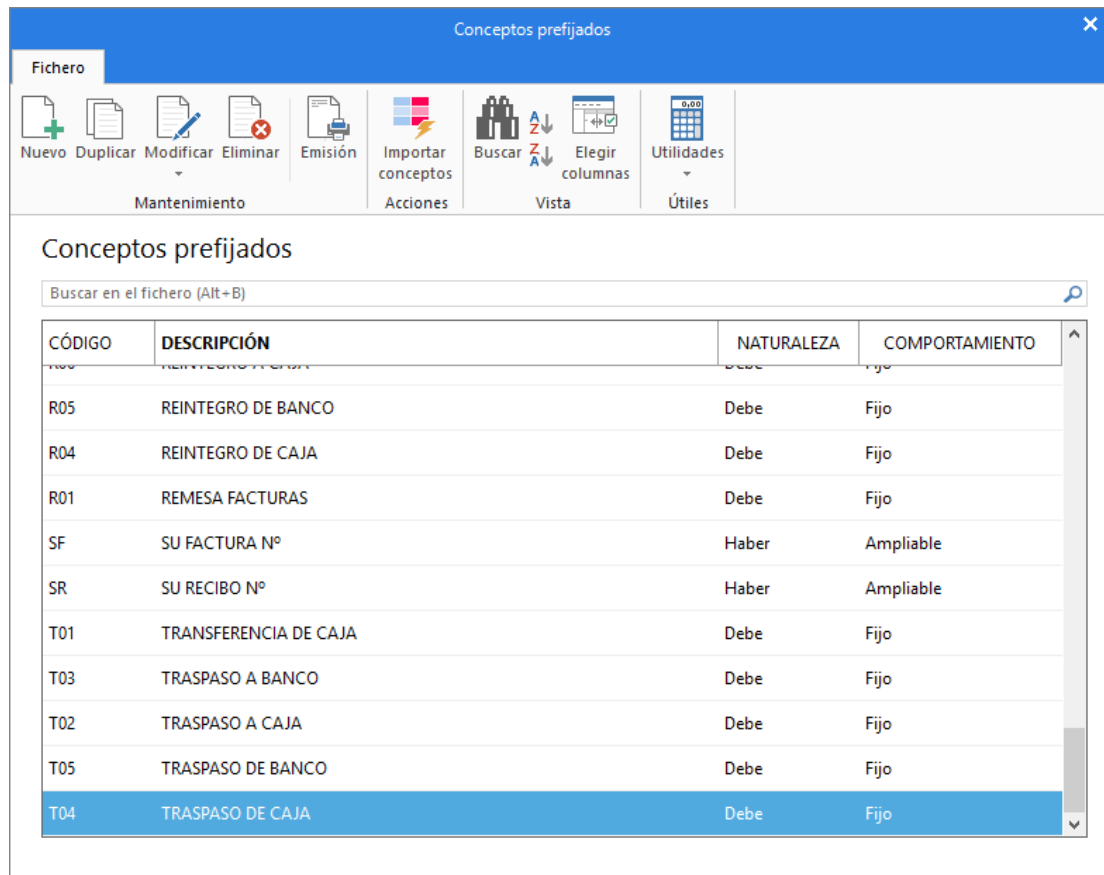 Conceptos prefijados
Fichero
Nuevo Duplicar Modificar Eliminar Emisión Importar conceptos Buscar Elegir columnas Utilidades
Mantenimiento Acciones Vista Útiles
Conceptos prefijados
Buscar en el fichero (Alt+B)
CÓDIGO DESCRIPCIÓN NATURALEZA COMPORTAMIENTO
REINTEGRO A CAJA Debe Fijo
R05 REINTEGRO DE BANCO Debe Fijo
R04 REINTEGRO DE CAJA Debe Fijo
R01 REMESA FACTURAS Debe Fijo
SF SU FACTURA Nº Haber Ampliable
SR SU RECIBO Nº Haber Ampliable
T01 TRANSFERENCIA DE CAJA Debe Fijo
T03 TRASPASO A BANCO Debe Fijo
T02 TRASPASO A CAJA Debe Fijo
T05 TRASPASO DE BANCO Debe Fijo
T04 TRASPASO DE CAJA Debe Fijo